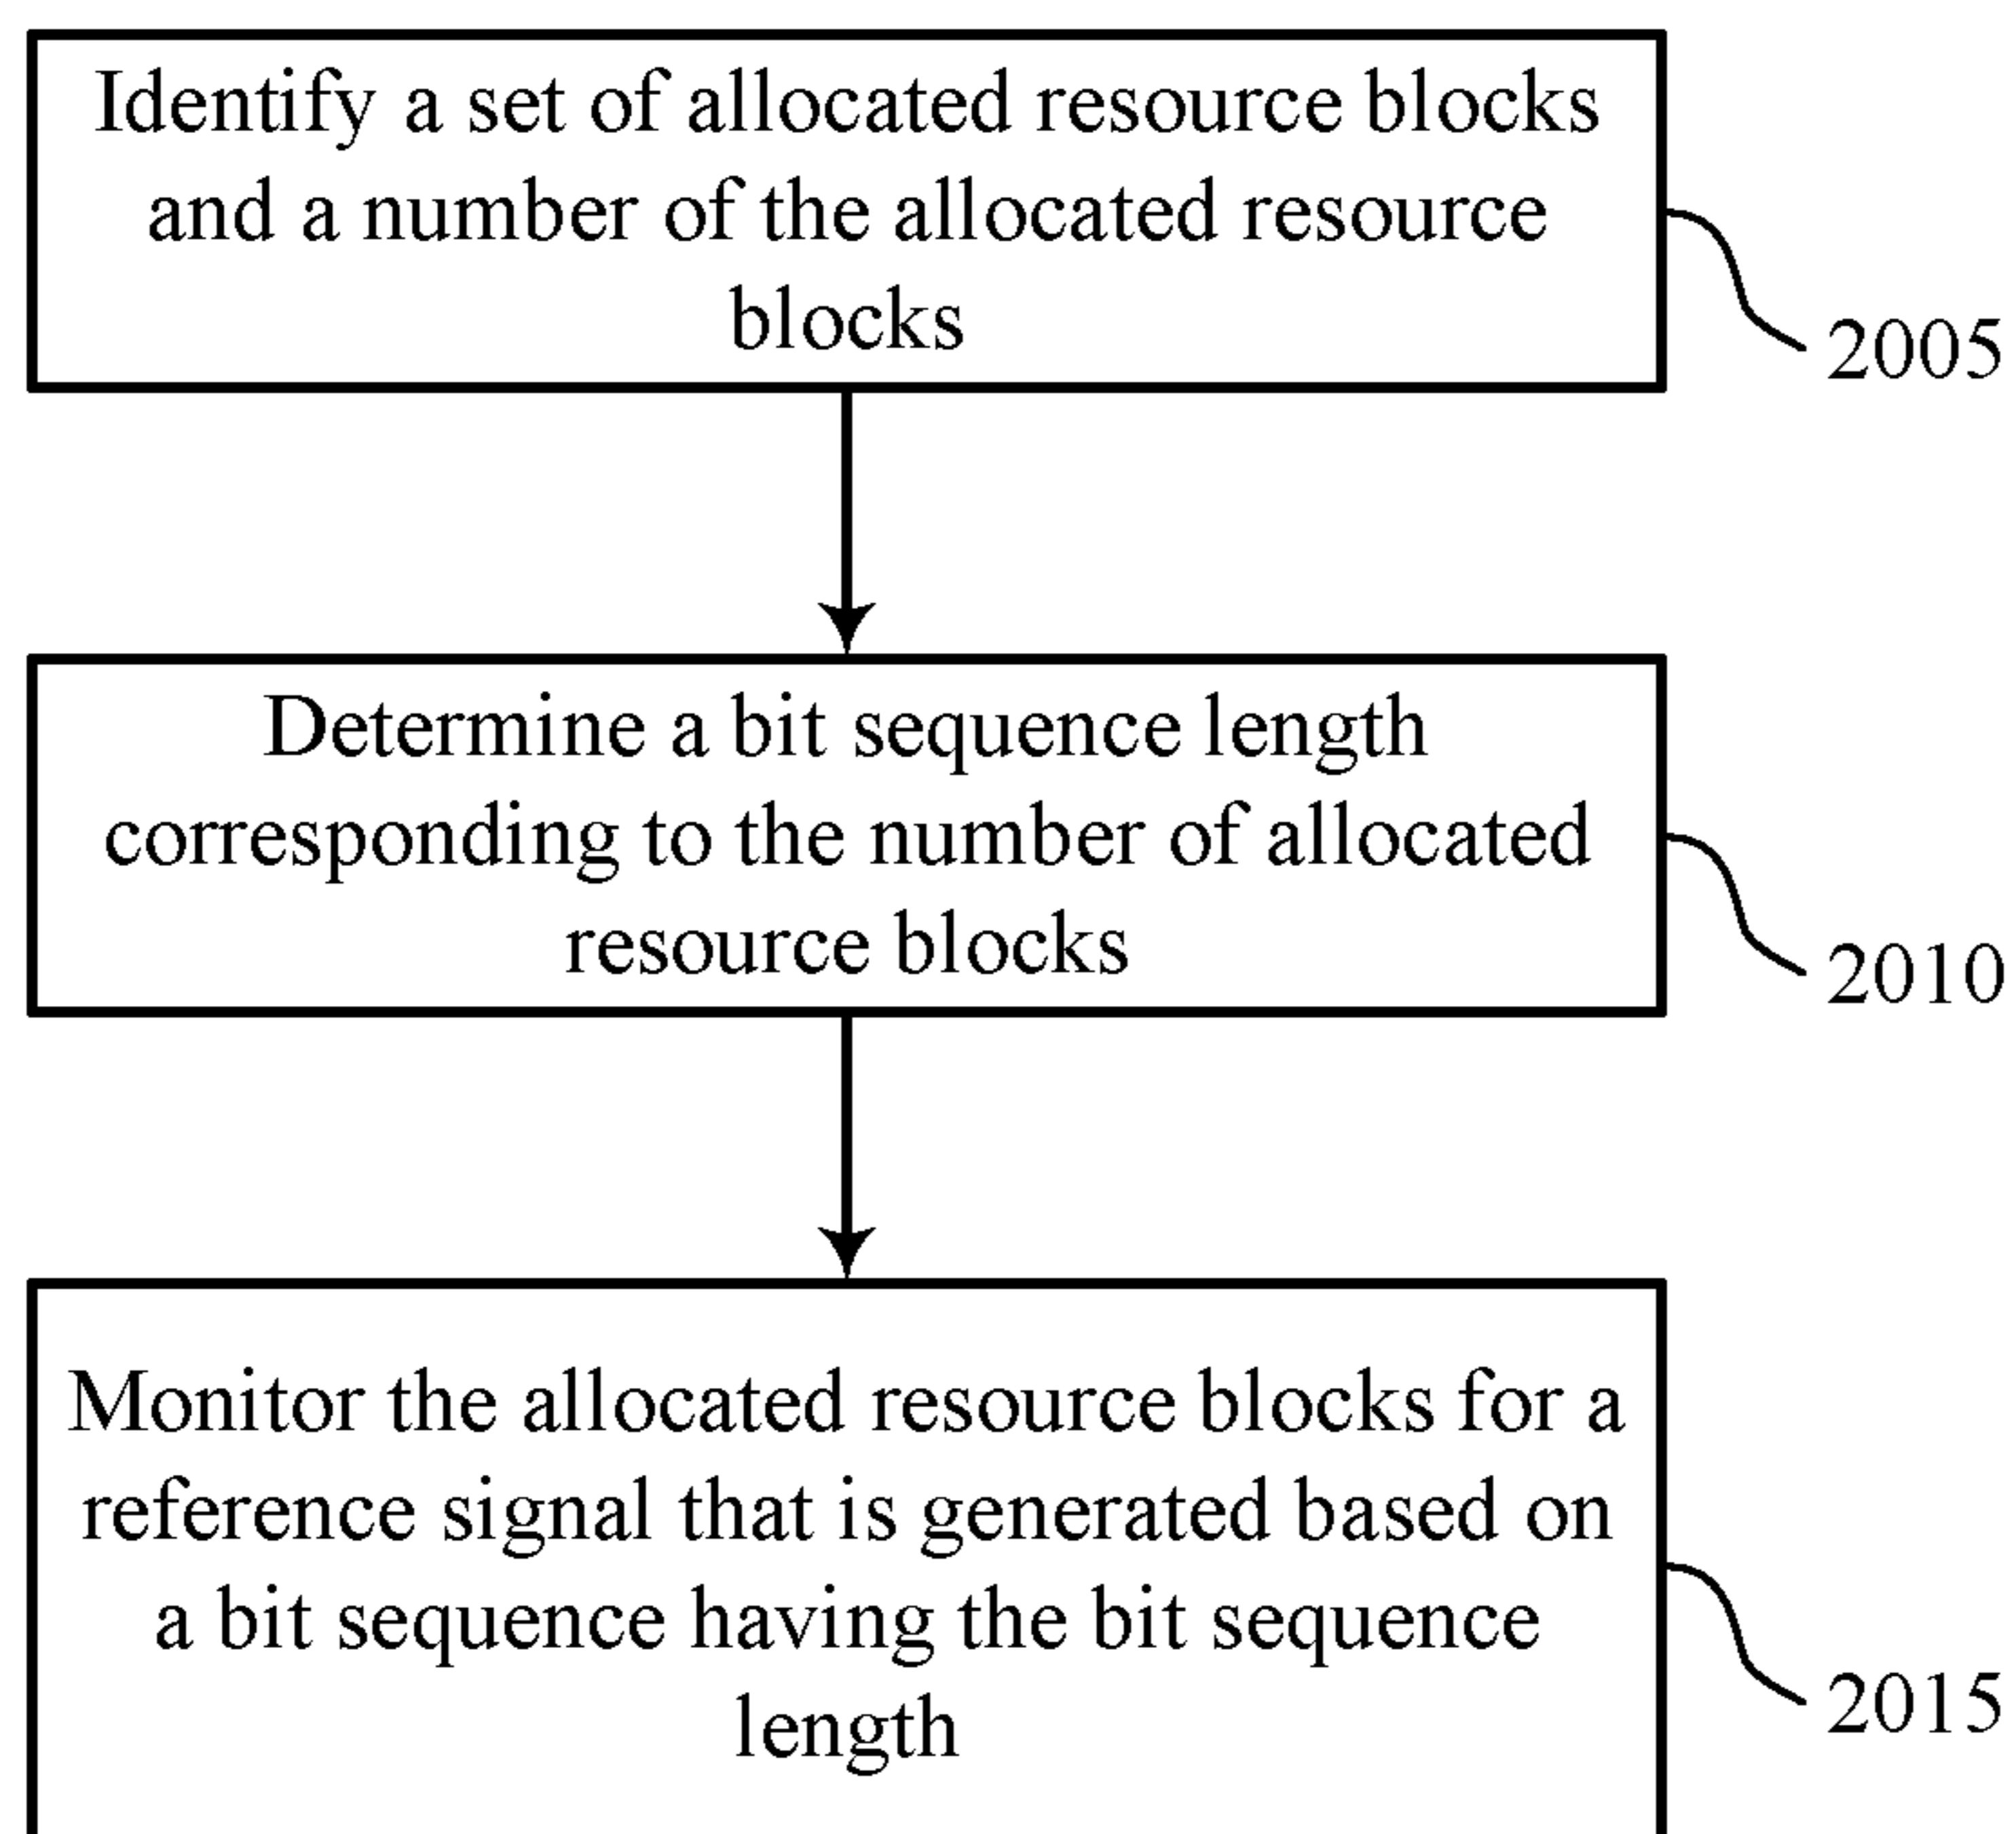 Identify a set of allocated resource blocks
and a number of the allocated resource
blocks
2005
Determine a bit sequence length
corresponding to the number of allocated
resource blocks
2010
Monitor the allocated resource blocks for a
reference signal that is generated based on
a bit sequence having the bit sequence
length
2015